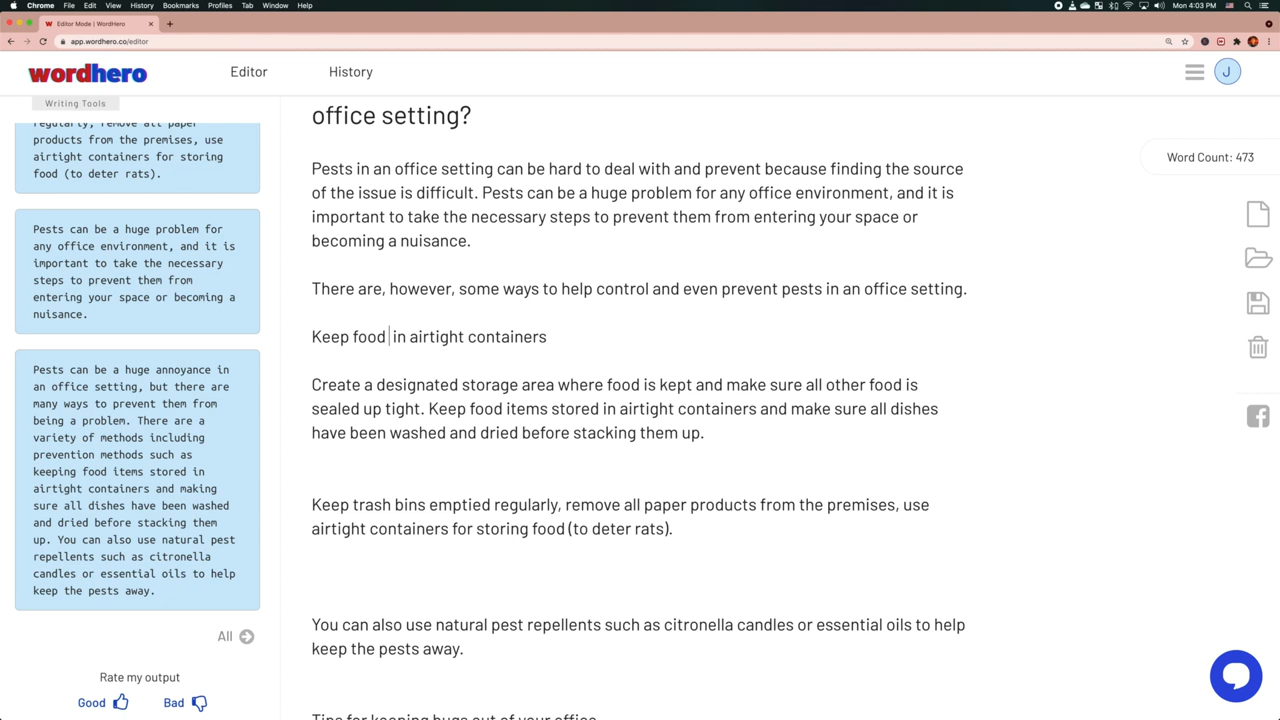 Chrome File Edit View History Bookmarks Profiles Tab Window Help
Mon 4:03 PM
Editor Mode | WordHero
app.wordhero.co/editor
wordhero
Editor
History
J
Writing Tools
regularly, remove all paper
products from the premises, use
airtight containers for storing
food (to deter rats).
Pests can be a huge problem for
any office environment, and it is
important to take the necessary
steps to prevent them from
entering your space or becoming a
nuisance.
Pests can be a huge annoyance in
an office setting, but there are
many ways to prevent them from
being a problem. There are a
variety of methods including
prevention methods such as
keeping food items stored in
airtight containers and making
sure all dishes have been washed
and dried before stacking them
up. You can also use natural pest
repellents such as citronella
candles or essential oils to help
keep the pests away.
All
Rate my output
Good
Bad
office setting?
Pests in an office setting can be hard to deal with and prevent because finding the source
of the issue is difficult. Pests can be a huge problem for any office environment, and it is
important to take the necessary steps to prevent them from entering your space or
becoming a nuisance.
There are, however, some ways to help control and even prevent pests in an office setting.
Keep food in airtight containers
Create a designated storage area where food is kept and make sure all other food is
sealed up tight. Keep food items stored in airtight containers and make sure all dishes
have been washed and dried before stacking them up.
Keep trash bins emptied regularly, remove all paper products from the premises, use
airtight containers for storing food (to deter rats).
You can also use natural pest repellents such as citronella candles or essential oils to help
keep the pests away.
Tips for keeping bugs out of your office
Word Count: 473